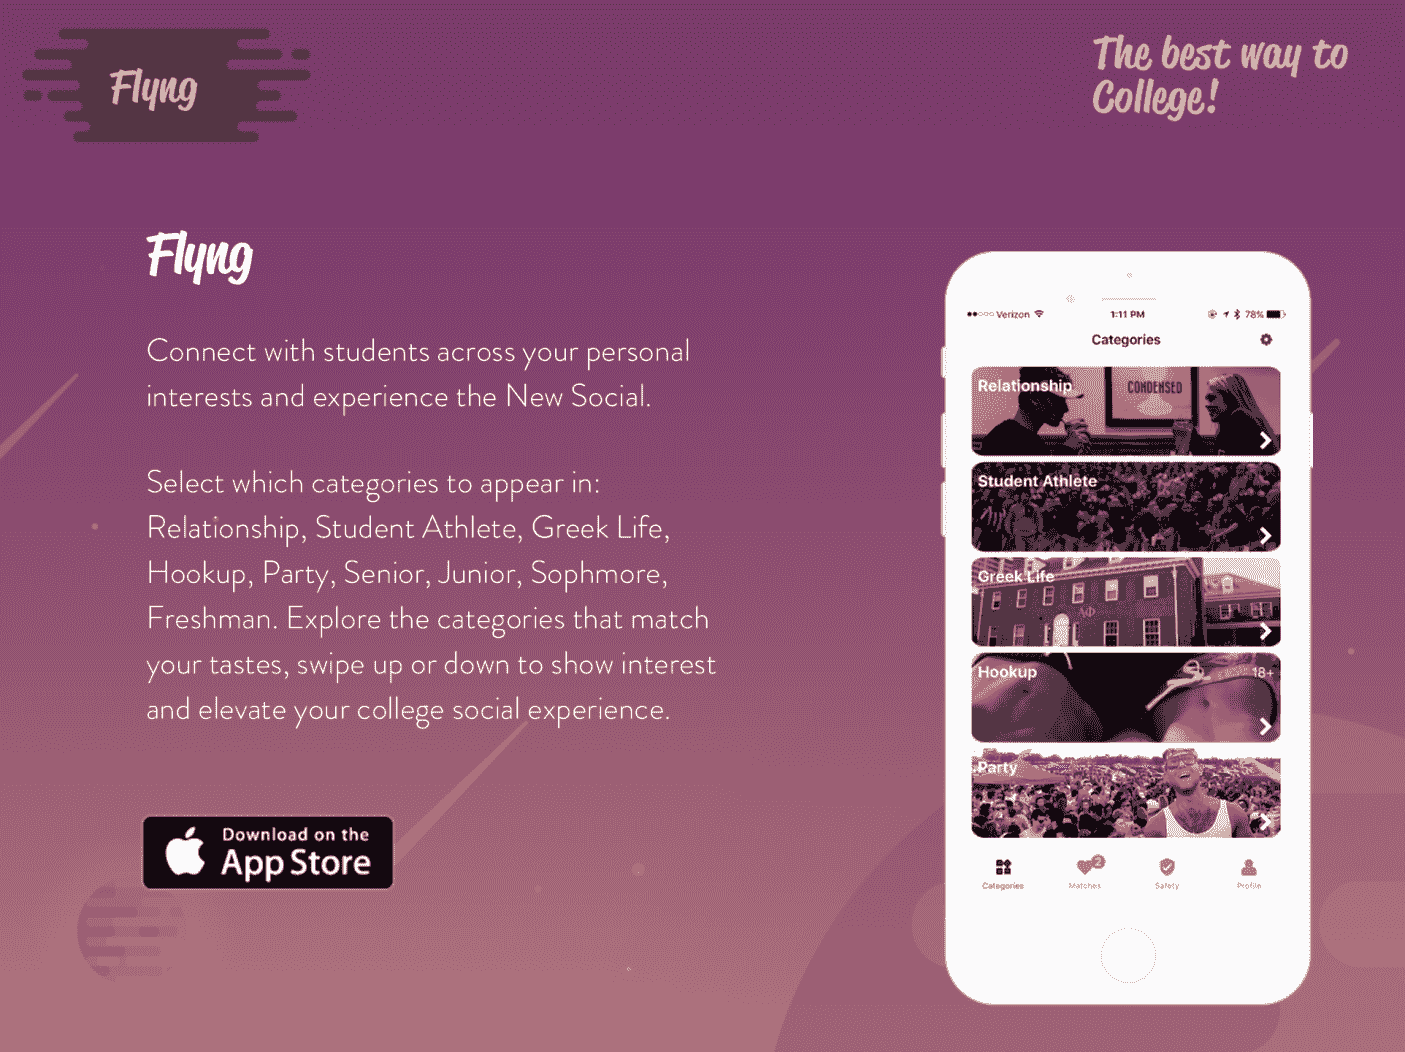 Flyng
The best way to
College!
Flyng
Connect with students across your personal
interests and experience the New Social.
Select which categories to appear in:
Relationship, Student Athlete, Greek Life,
Hookup, Party, Senior, Junior, Sophmore,
Freshman. Explore the categories that match
your tastes, swipe up or down to show interest
and elevate your college social experience.
Download on the
App Store
Verizon 1:11 PM 78%
Categories
Relationship
CONDENSED
Student Athlete
Greek Life
ΑΦ
Hookup 18+
Party
2
Categories Matches Safety Profile